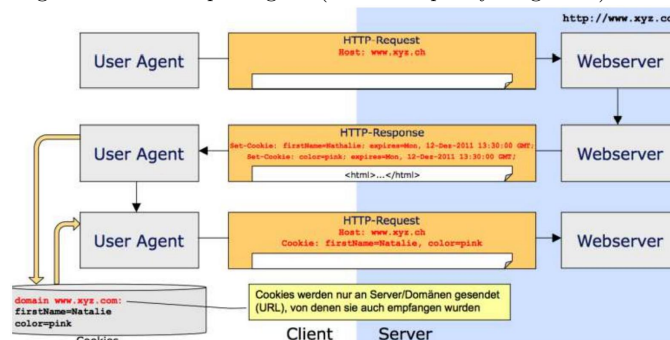 http://www.xyz.co
User Agent
HTTP-Request
Host: www.xyz.ch
Webserver
User Agent
HTTP-Response
Set-Cookie: firstName=Nathalie; expires=Mon, 12-Dez-2011 13:30:00 GMT;
Set-Cookie: color=pink; expires=Mon, 12-Dez-2011 13:30:00 GMT;
<html>...</html>
Webserver
User Agent
HTTP-Request
Host: www.xyz.ch
Cookie: firstName=Natalie, color=pink
Webserver
domain www.xyz.com:
firstName=Natalie
color=pink
Cookies
Cookies werden nur an Server/Domänen gesendet
(URL), von denen sie auch empfangen wurden
Client Server